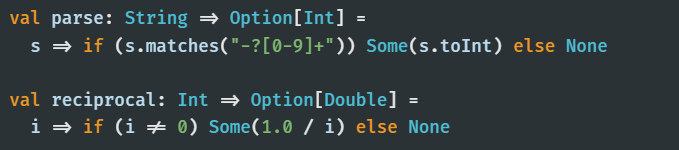 val parse: String => Option[Int] =
  s => if (s.matches("-?[0-9]+")) Some(s.toInt) else None

val reciprocal: Int => Option[Double] =
  i => if (i != 0) Some(1.0 / i) else None